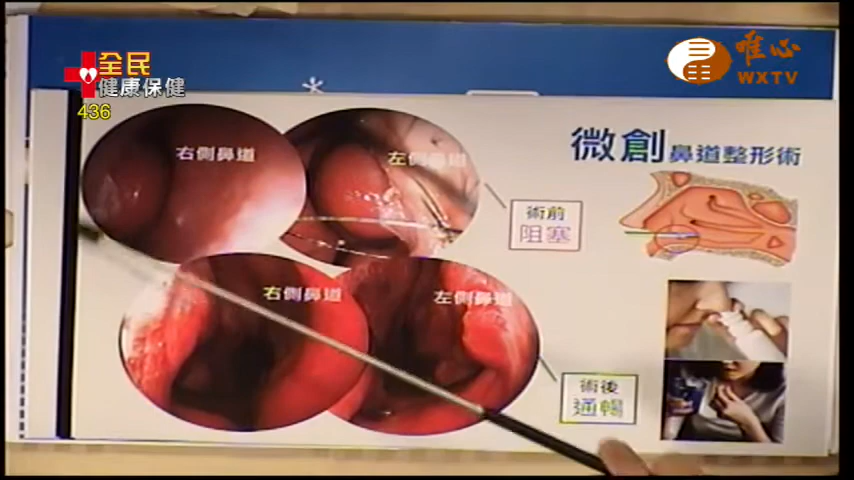 全民
健康保健
436
唯心
WXTV
微創鼻道整形術
右側鼻道
左側鼻道
術前
阻塞
右側鼻道
左側鼻道
術後
通暢